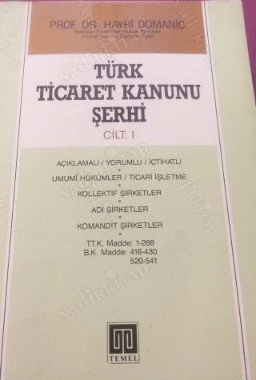 PROF. DR. HAYRİ DOMANİÇ
TÜRK
TİCARET KANUNU
ŞERHİ
CİLT: I
AÇIKLAMALI / YORUMLU / İÇTİHATLI
UMUMİ HÜKÜMLER / TİCARİ İŞLETME
KOLLEKTİF ŞİRKETLER
ADİ ŞİRKETLER
KOMANDİT ŞİRKETLER
T.T.K. Madde: 1-268
B.K. Madde: 416-430
520-541
TEMEL